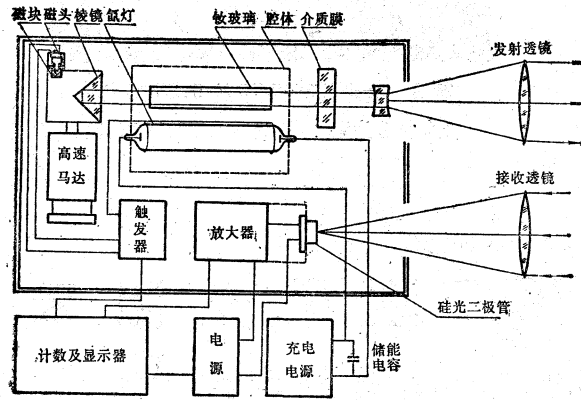 磁块 磁头 棱镜 氙灯 敏玻璃 腔体 介质膜
发射透镜
高速
马达
接收透镜
触
发
器
放大器
硅光二极管
计数及显示器
电
源
充电
电源
储能
电容